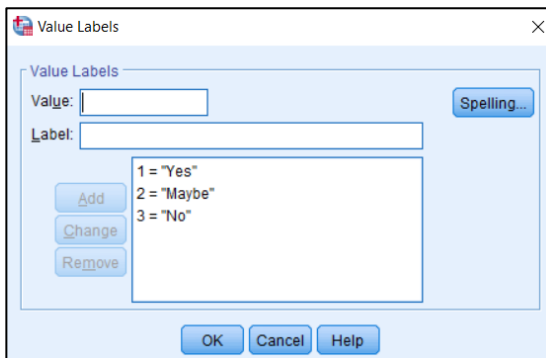 Value Labels
Value Labels
Value:
Spelling...
Label:
1 = "Yes"
2 = "Maybe"
3 = "No"
Add
Change
Remove
OK Cancel Help